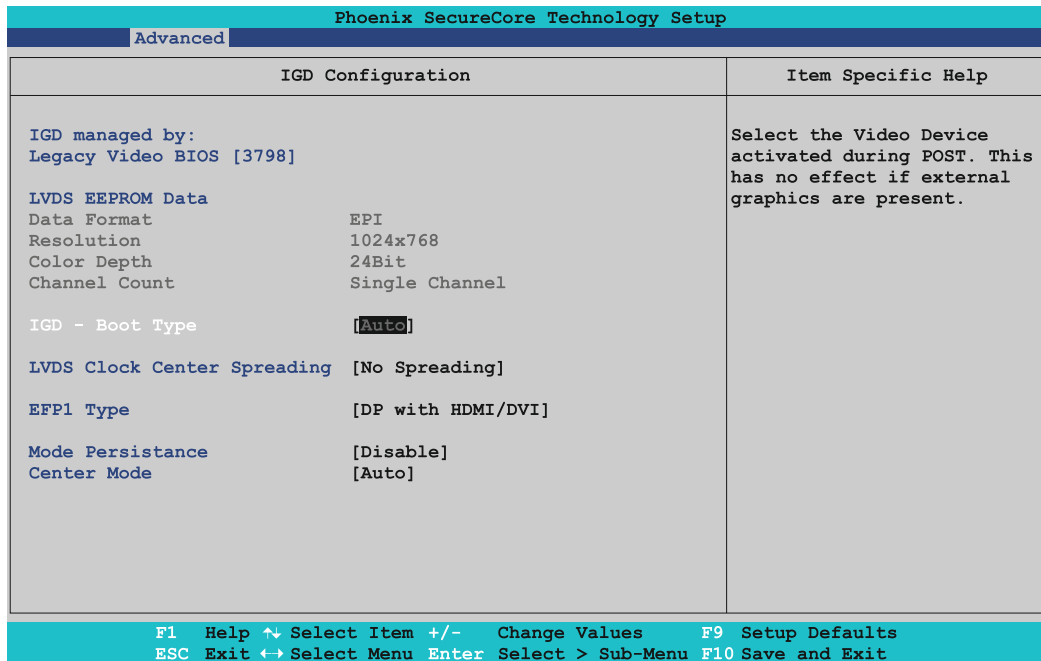 Phoenix SecureCore Technology Setup
Advanced
IGD Configuration
Item Specific Help
IGD managed by:
Legacy Video BIOS [3798]
LVDS EEPROM Data
Data Format EPI
Resolution 1024x768
Color Depth 24Bit
Channel Count Single Channel
IGD - Boot Type [Auto]
LVDS Clock Center Spreading [No Spreading]
EFP1 Type [DP with HDMI/DVI]
Mode Persistance [Disable]
Center Mode [Auto]
Select the Video Device
activated during POST. This
has no effect if external
graphics are present.
F1 Help ↑↓ Select Item +/- Change Values F9 Setup Defaults
ESC Exit ←→ Select Menu Enter Select > Sub-Menu F10 Save and Exit